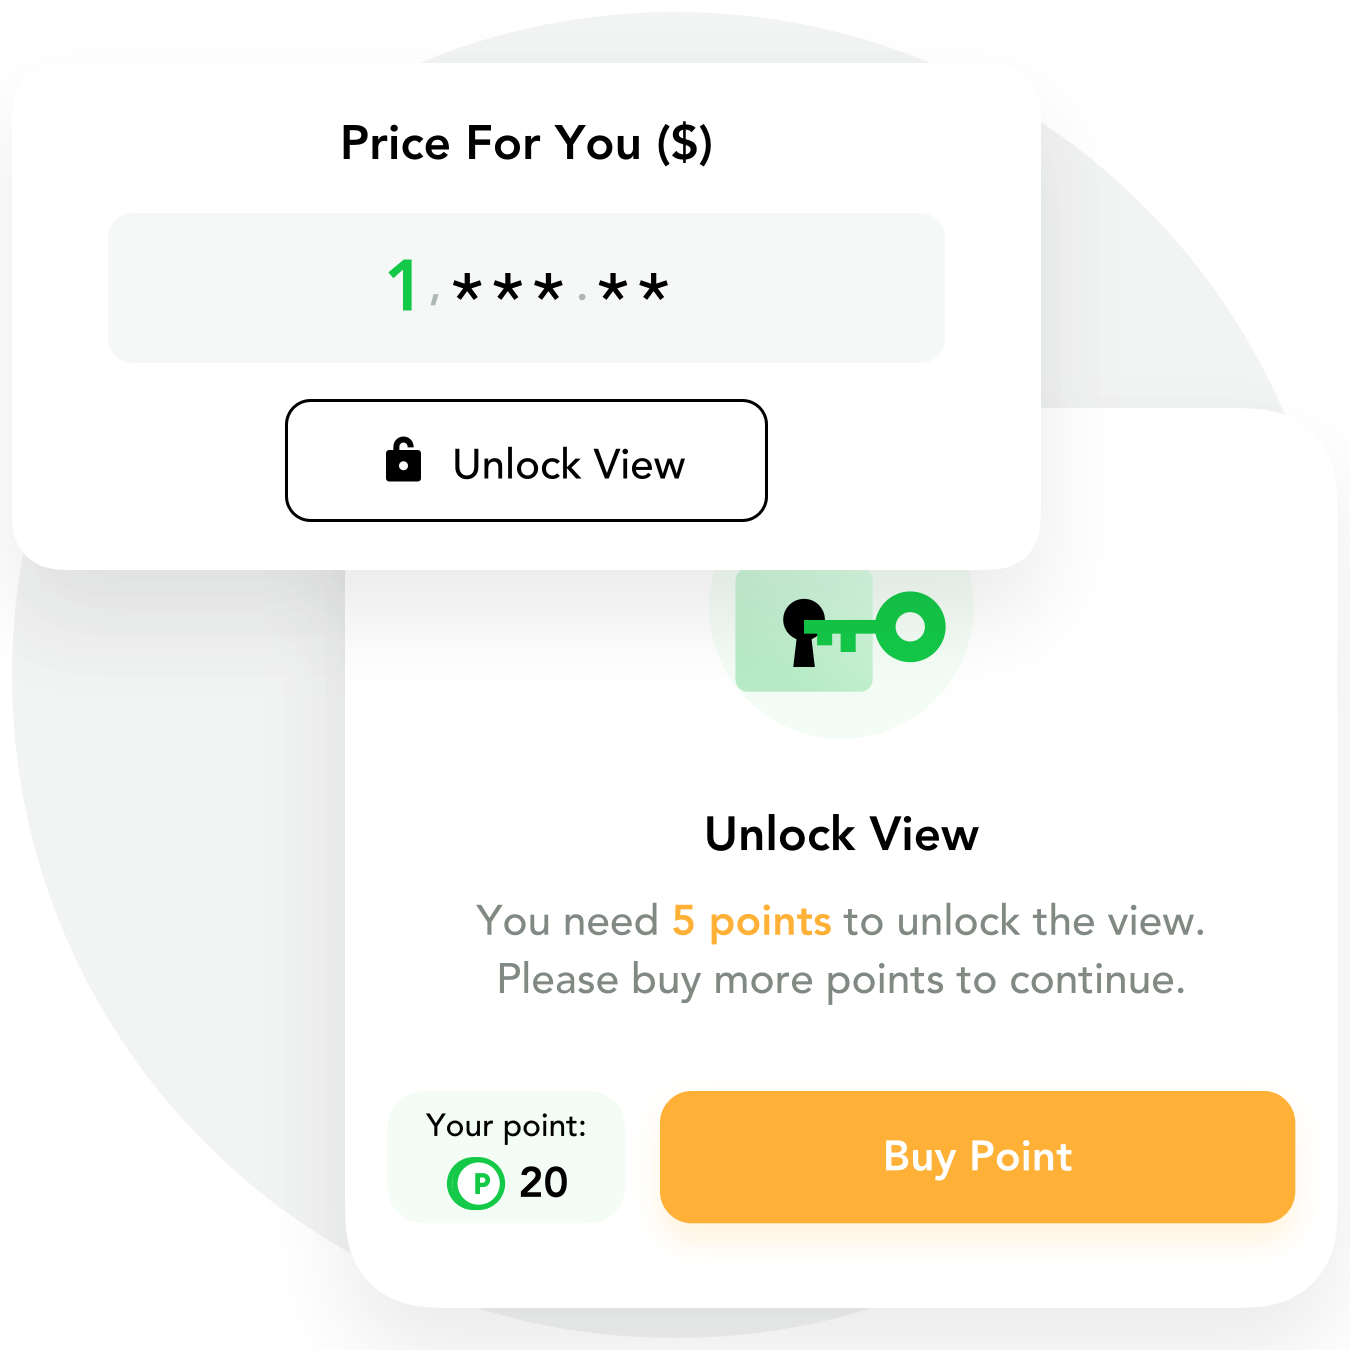 Price For You ($)
1,***.**
Unlock View
Unlock View
You need 5 points to unlock the view.
Please buy more points to continue.
Your point:
P 20
Buy Point